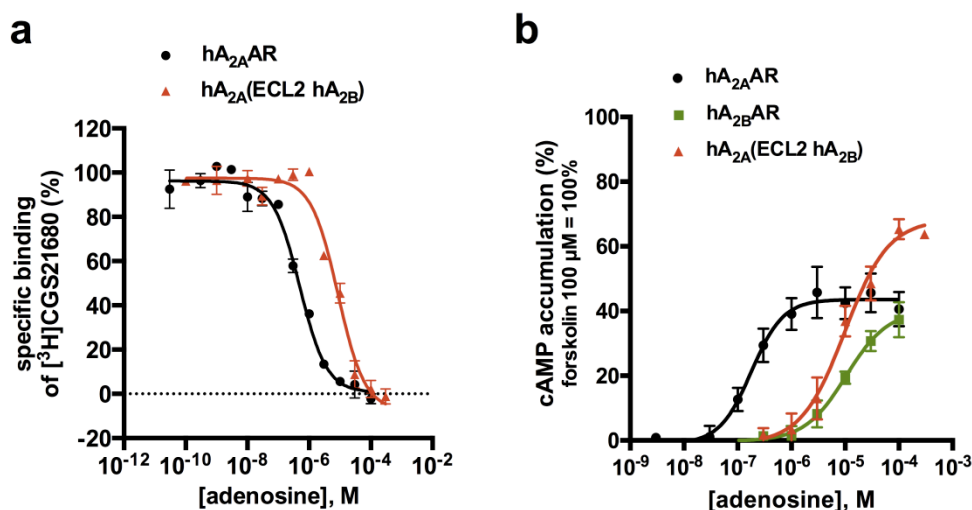 a
hA2AAR
hA2A(ECL2 hA2B)
specific binding
of [³H]CGS21680 (%)
120
100
80
60
40
20
0
-20
10⁻¹²
10⁻¹⁰
10⁻⁸
10⁻⁶
10⁻⁴
10⁻²
[adenosine], M
b
hA2AAR
hA2BAR
hA2A(ECL2 hA2B)
cAMP accumulation (%)
forskolin 100 µM = 100%
100
80
60
40
20
0
10⁻⁹
10⁻⁸
10⁻⁷
10⁻⁶
10⁻⁵
10⁻⁴
10⁻³
[adenosine], M